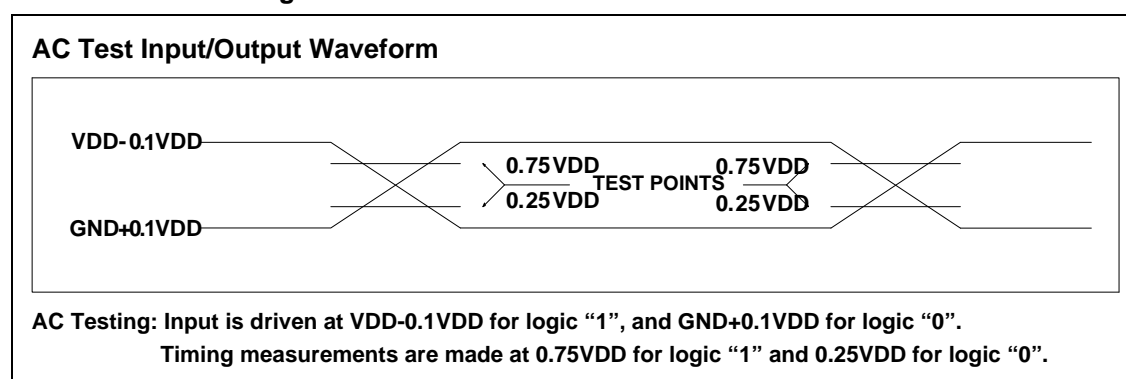 AC Test Input/Output Waveform
VDD-0.1VDD
0.75VDD 0.75VDD
TEST POINTS
0.25VDD 0.25VDD
GND+0.1VDD
AC Testing: Input is driven at VDD-0.1VDD for logic “1”, and GND+0.1VDD for logic “0”.
Timing measurements are made at 0.75VDD for logic “1” and 0.25VDD for logic “0”.